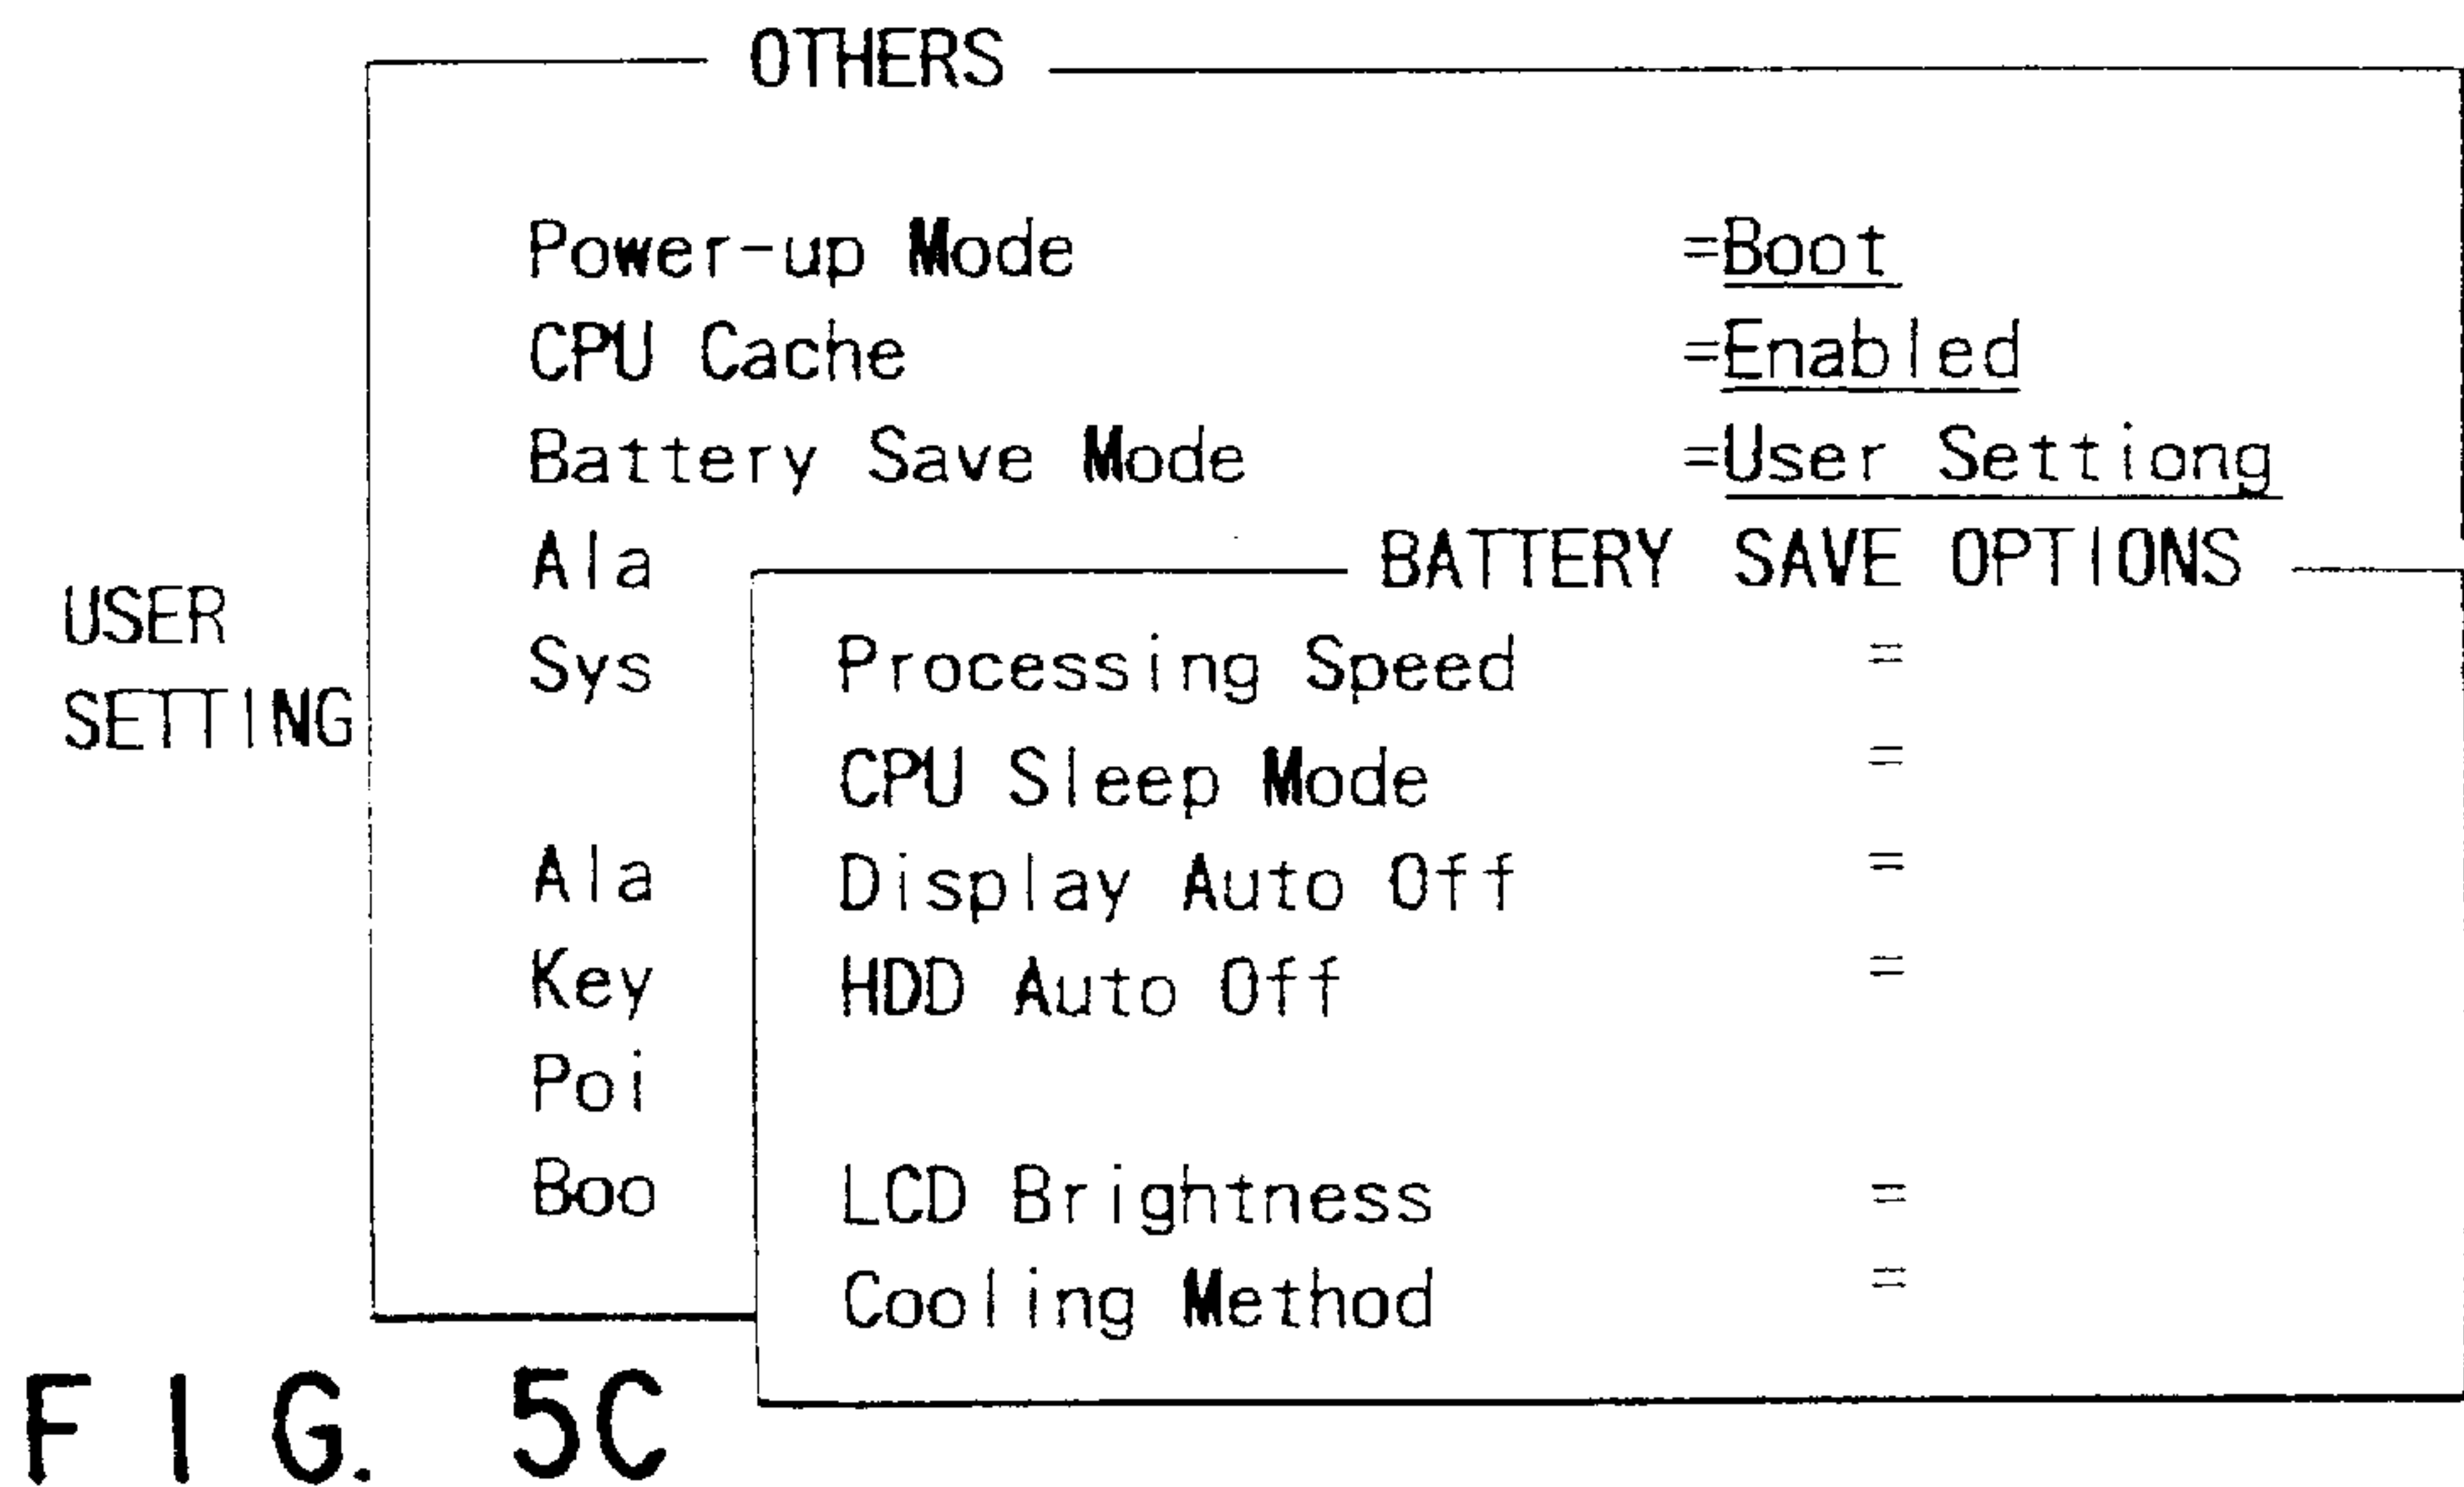 OTHERS
Power-up Mode =Boot
CPU Cache =Enabled
Battery Save Mode =User Settiong
Ala
BATTERY SAVE OPTIONS
USER
SETTING
Sys
Processing Speed =
CPU Sleep Mode =
Ala
Display Auto Off =
Key
HDD Auto Off =
Poi
Boo
LCD Brightness =
Cooling Method =
FIG. 5C